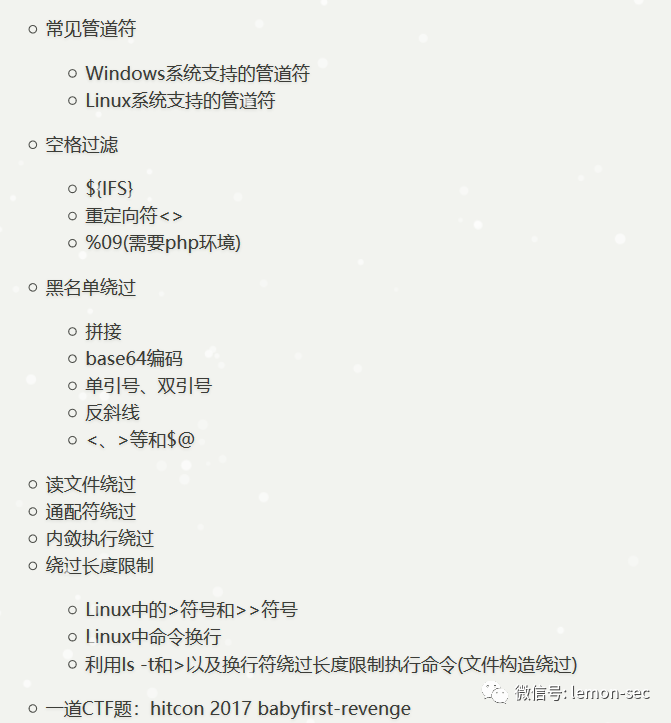 常见管道符
Windows系统支持的管道符
Linux系统支持的管道符
空格过滤
${IFS}
重定向符<>
%09(需要php环境)
黑名单绕过
拼接
base64编码
单引号、双引号
反斜线
<、>等和$@
读文件绕过
通配符绕过
内敛执行绕过
绕过长度限制
Linux中的>符号和>>符号
Linux中命令换行
利用ls -t和>以及换行符绕过长度限制执行命令(文件构造绕过)
一道CTF题：hitcon 2017 babyfirst-revenge
微信号: lemon-sec